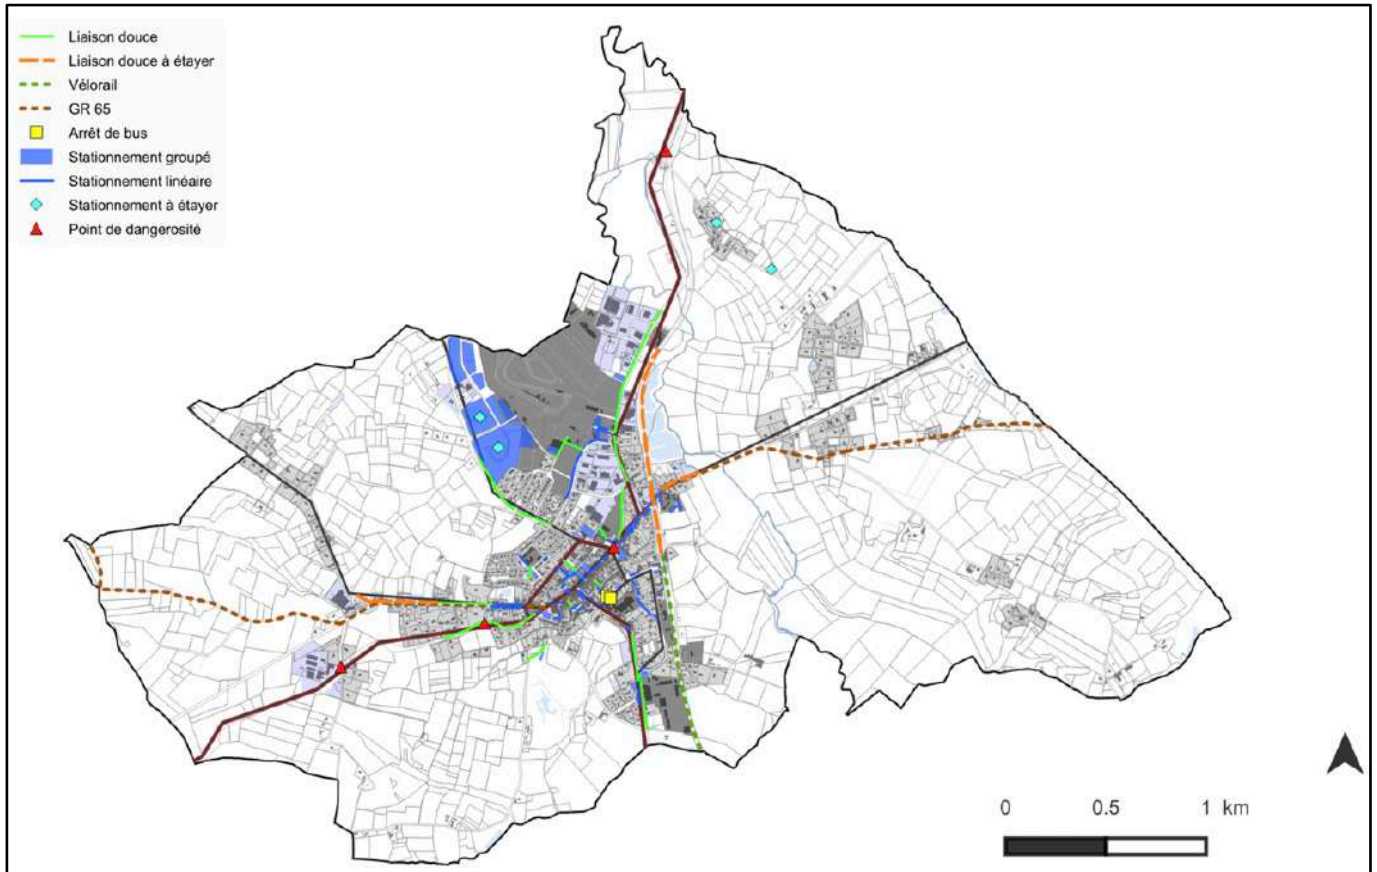 Liaison douce
Liaison douce à étayer
Vélorail
GR 65
Arrêt de bus
Stationnement groupé
Stationnement linéaire
Stationnement à étayer
Point de dangerosité
0 0.5 1 km